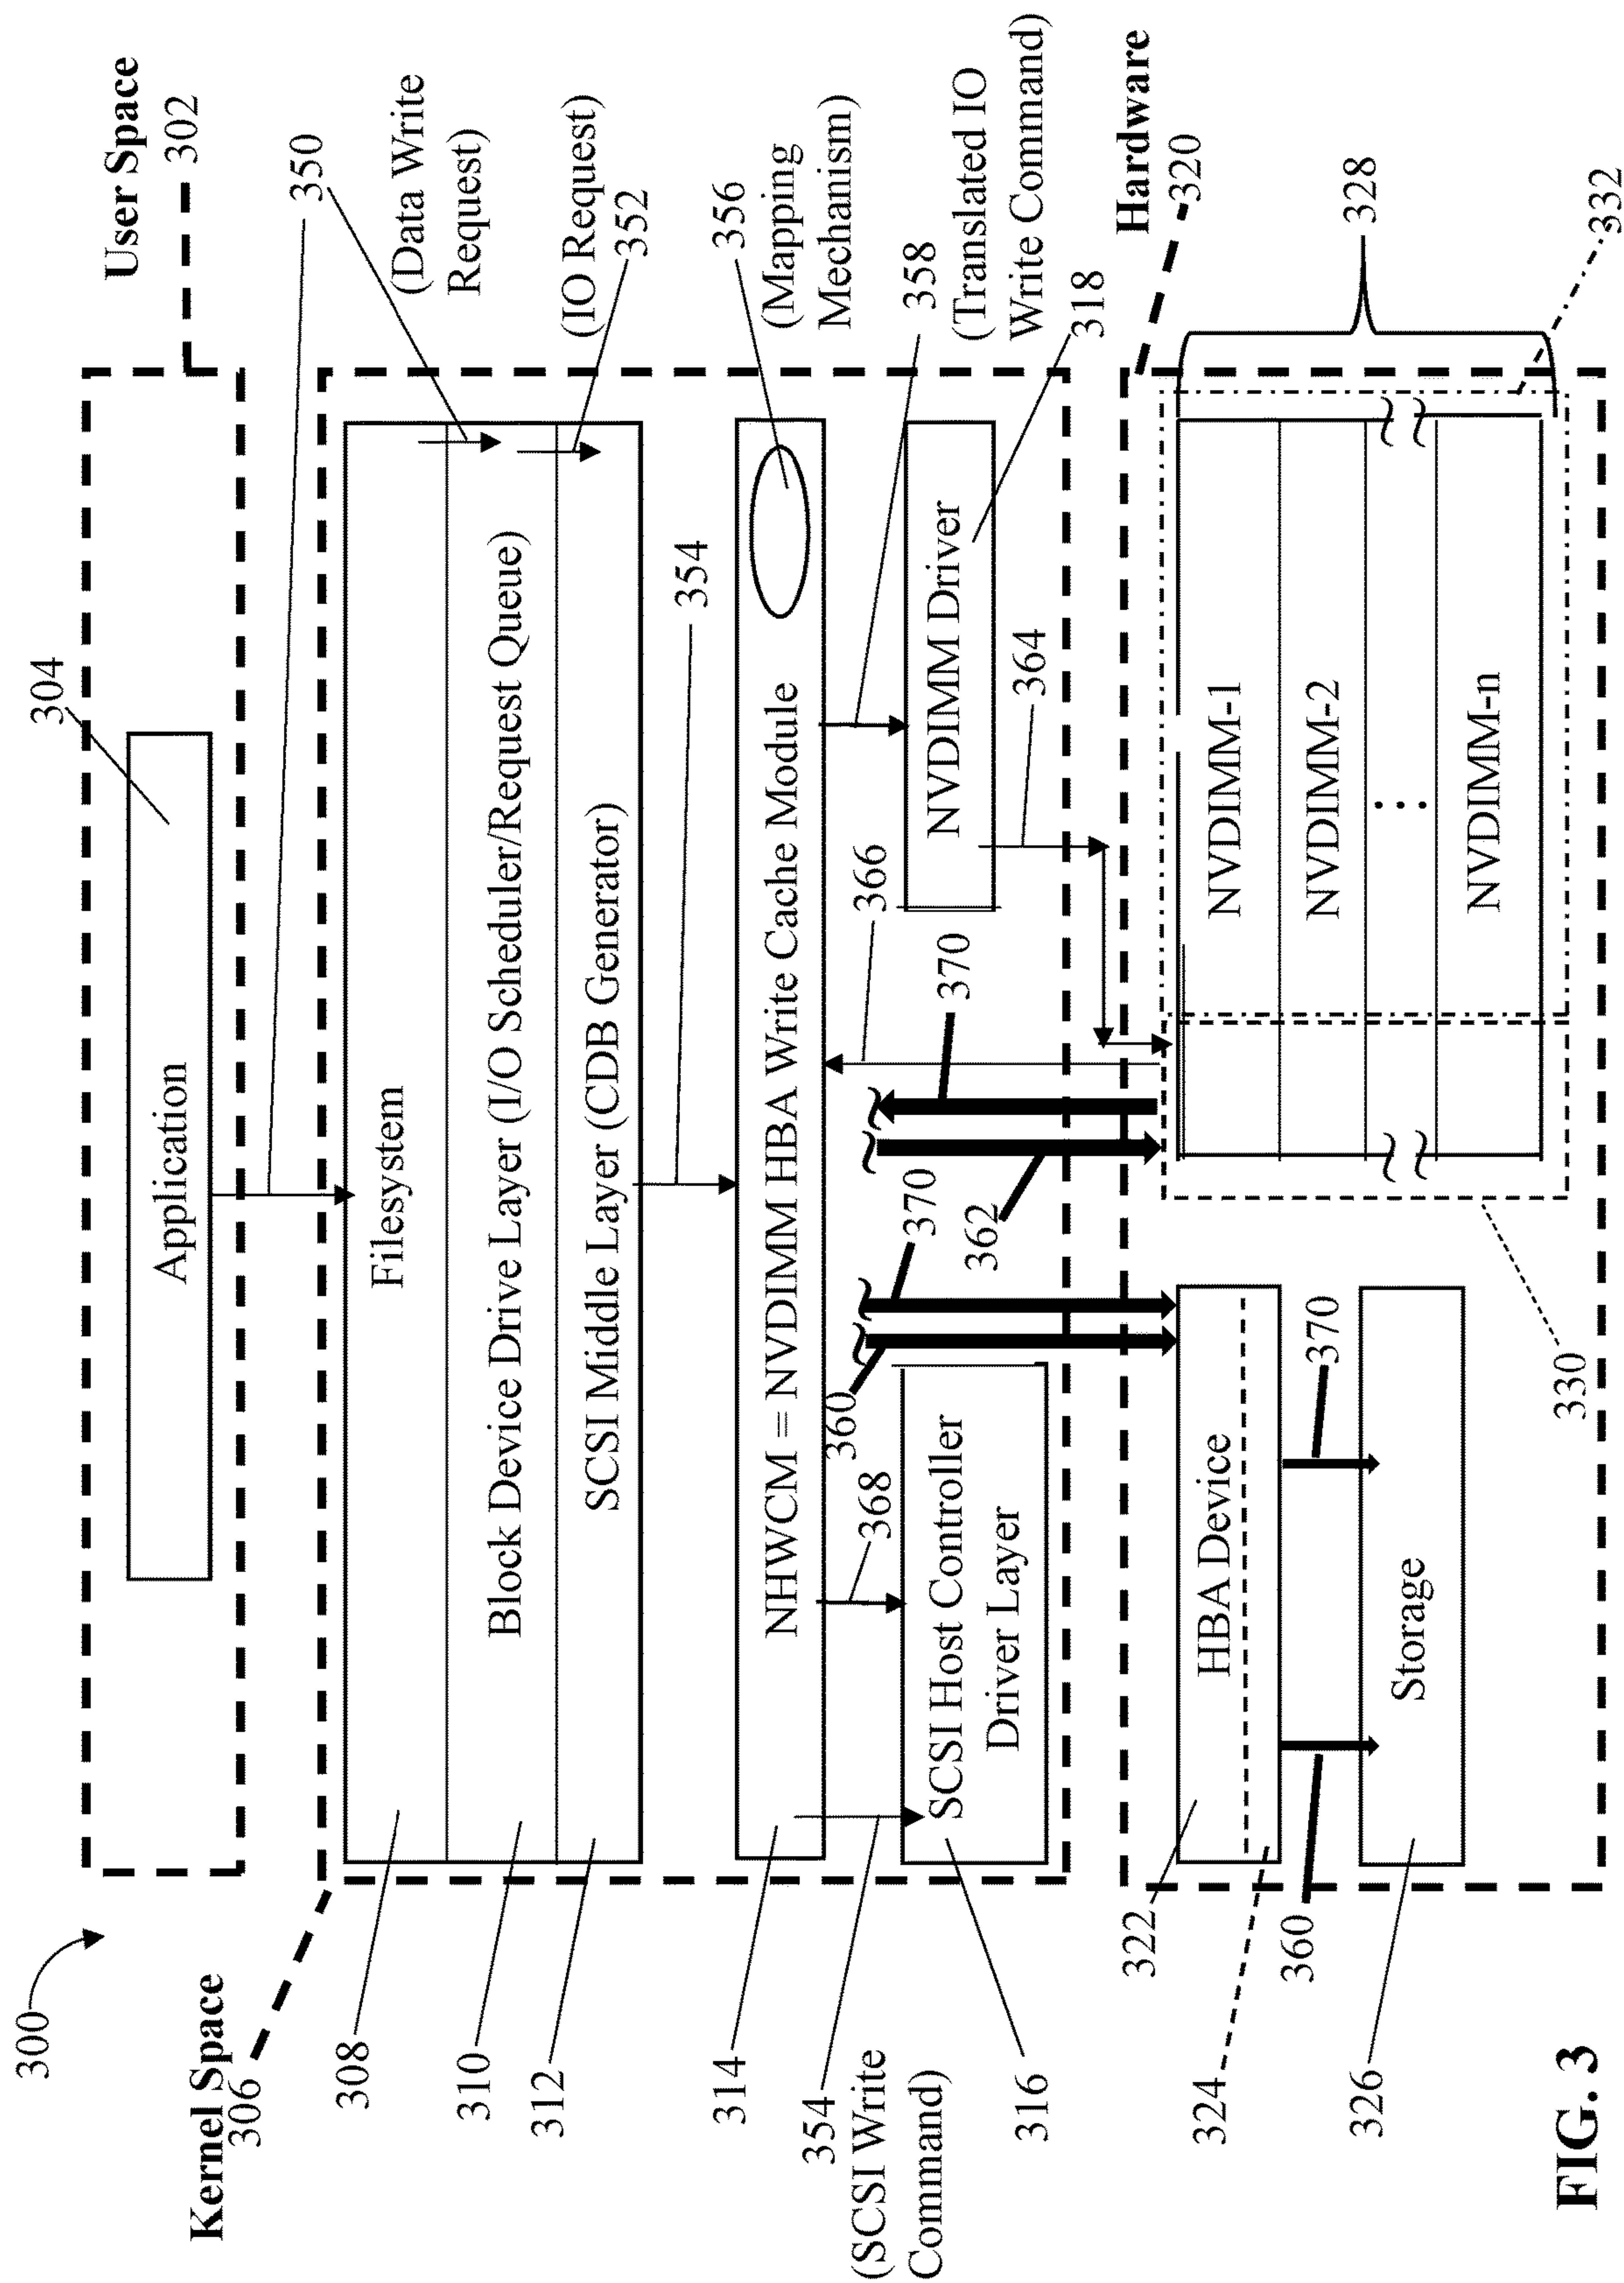 300
User Space
302
304
Application
350
Kernel Space
306
308
Filesystem
(Data Write
Request)
310
Block Device Drive Layer (I/O Scheduler/Request Queue)
312
SCSI Middle Layer (CDB Generator)
(IO Request)
352
354
314
NHWCM = NVDIMM HBA Write Cache Module
356
(Mapping
Mechanism)
354
(SCSI Write
Command)
368
360
370
366
358
(Translated IO
Write Command)
316
SCSI Host Controller
Driver Layer
362
370
NVDIMM Driver
318
364
Hardware
320
322
HBA Device
324
360
370
326
Storage
330
NVDIMM-1
NVDIMM-2
...
NVDIMM-n
328
332
FIG. 3